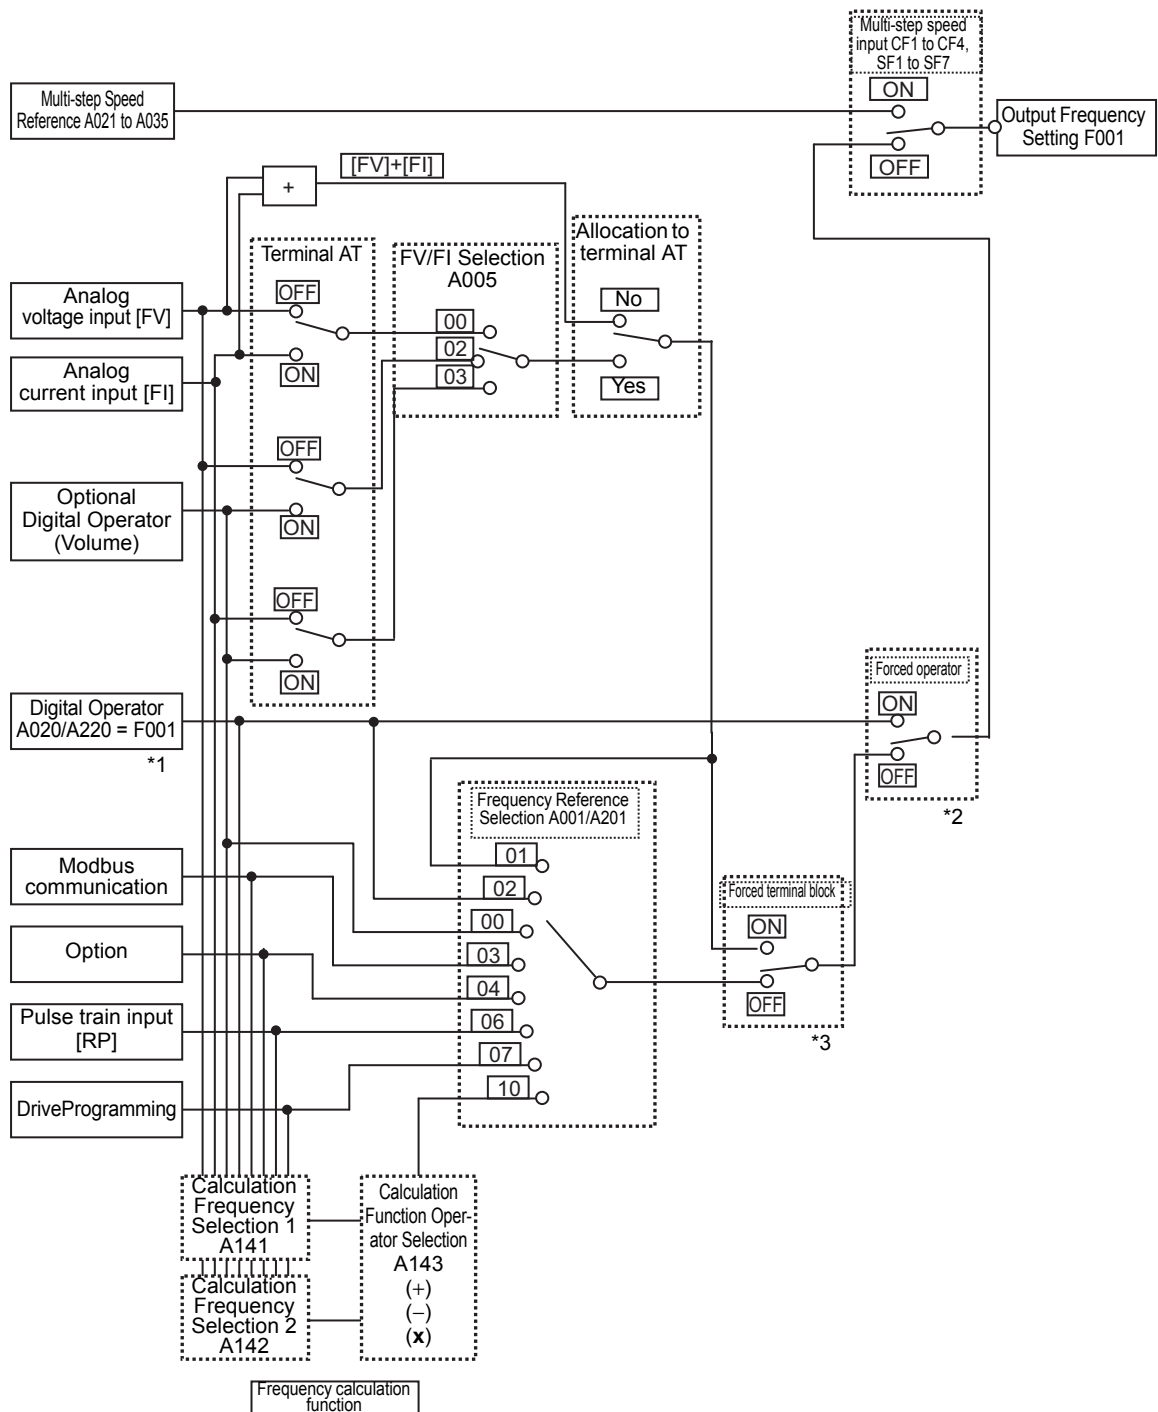 Multi-step speed
input CF1 to CF4,
SF1 to SF7
ON
OFF
Multi-step Speed
Reference A021 to A035
Output Frequency
Setting F001
+
[FV]+[FI]
Terminal AT
OFF
ON
OFF
ON
OFF
ON
FV/FI Selection
A005
00
02
03
Allocation to
terminal AT
No
Yes
Analog
voltage input [FV]
Analog
current input [FI]
Optional
Digital Operator
(Volume)
Digital Operator
A020/A220 = F001
*1
Forced operator
ON
OFF
*2
Frequency Reference
Selection A001/A201
01
02
00
03
04
06
07
10
Forced terminal block
ON
OFF
*3
Modbus
communication
Option
Pulse train input
[RP]
DriveProgramming
Calculation
Frequency
Selection 1
A141
Calculation
Frequency
Selection 2
A142
Calculation
Function Oper-
ator Selection
A143
(+)
(−)
(x)
Frequency calculation
function